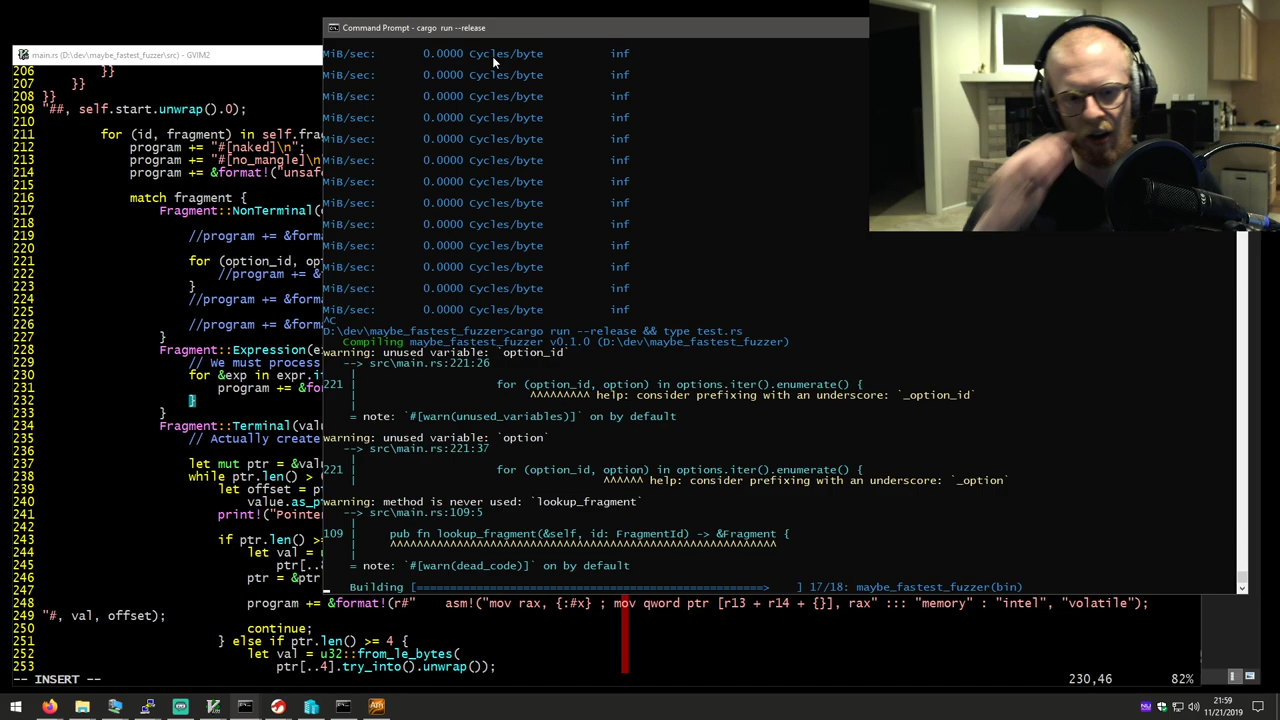 Command Prompt - cargo  run --release
MiB/sec:        0.0000 Cycles/byte           inf
MiB/sec:        0.0000 Cycles/byte           inf
MiB/sec:        0.0000 Cycles/byte           inf
MiB/sec:        0.0000 Cycles/byte           inf
MiB/sec:        0.0000 Cycles/byte           inf
MiB/sec:        0.0000 Cycles/byte           inf
MiB/sec:        0.0000 Cycles/byte           inf
MiB/sec:        0.0000 Cycles/byte           inf
MiB/sec:        0.0000 Cycles/byte           inf
MiB/sec:        0.0000 Cycles/byte           inf
MiB/sec:        0.0000 Cycles/byte           inf
MiB/sec:        0.0000 Cycles/byte           inf
MiB/sec:        0.0000 Cycles/byte           inf
^C
D:\dev\maybe_fastest_fuzzer>cargo run --release && type test.rs
Compiling maybe_fastest_fuzzer v0.1.0 (D:\dev\maybe_fastest_fuzzer)
warning: unused variable: `option_id`
--> src\main.rs:221:26
|
221 |                     for (option_id, option) in options.iter().enumerate() {
|                          ^^^^^^^^^ help: consider prefixing with an underscore: `_option_id`
|
= note: `#[warn(unused_variables)]` on by default
warning: unused variable: `option`
--> src\main.rs:221:37
|
221 |                     for (option_id, option) in options.iter().enumerate() {
|                                     ^^^^^^ help: consider prefixing with an underscore: `_option`
warning: method is never used: `lookup_fragment`
--> src\main.rs:109:5
|
109 |     pub fn lookup_fragment(&self, id: FragmentId) -> &Fragment {
|     ^^^^^^^^^^^^^^^^^^^^^^^^^^^^^^^^^^^^^^^^^^^^^^^^^^^^^^
|
= note: `#[warn(dead_code)]` on by default
Building [====================================================>    ] 17/18: maybe_fastest_fuzzer(bin)
main.rs (D:\dev\maybe_fastest_fuzzer\src) - GVIM2
206         }}
207     }}
208 }}
209 "##, self.start.unwrap().0);
210
211         for (id, fragment) in self.fra
212             program += "#[naked]\n";
213             program += "#[no_mangle]\n
214             program += &format!("unsaf
215
216             match fragment {
217                 Fragment::NonTerminal(
218
219                     //program += &forma
220
221                     for (option_id, op
222                         //program += &
223                     }
224                     //program += &form
225
226                     //program += &form
227                 }
228                 Fragment::Expression(e
229                     // We must process
230                     for &exp in expr.it
231                         program += &fo
232                     }
233                 }
234                 Fragment::Terminal(val
235                     // Actually create
236
237                     let mut ptr = &val
238                     while ptr.len() >
239                         let offset = p
240                             value.as_p
241                         print!("Pointe
242
243                         if ptr.len() >
244                             let val = u
245                                 ptr[..8
246                             ptr = &ptr
247
248                             program += &format!(r#"    asm!("mov rax, {:#x} ; mov qword ptr [r13 + r14 + {}], rax" ::: "memory" : "intel", "volatile");
249 "#, val, offset);
250                             continue;
251                         } else if ptr.len() >= 4 {
252                             let val = u32::from_le_bytes(
253                                 ptr[..4].try_into().unwrap());
-- INSERT --
230,46
82%
21:59
11/21/2019